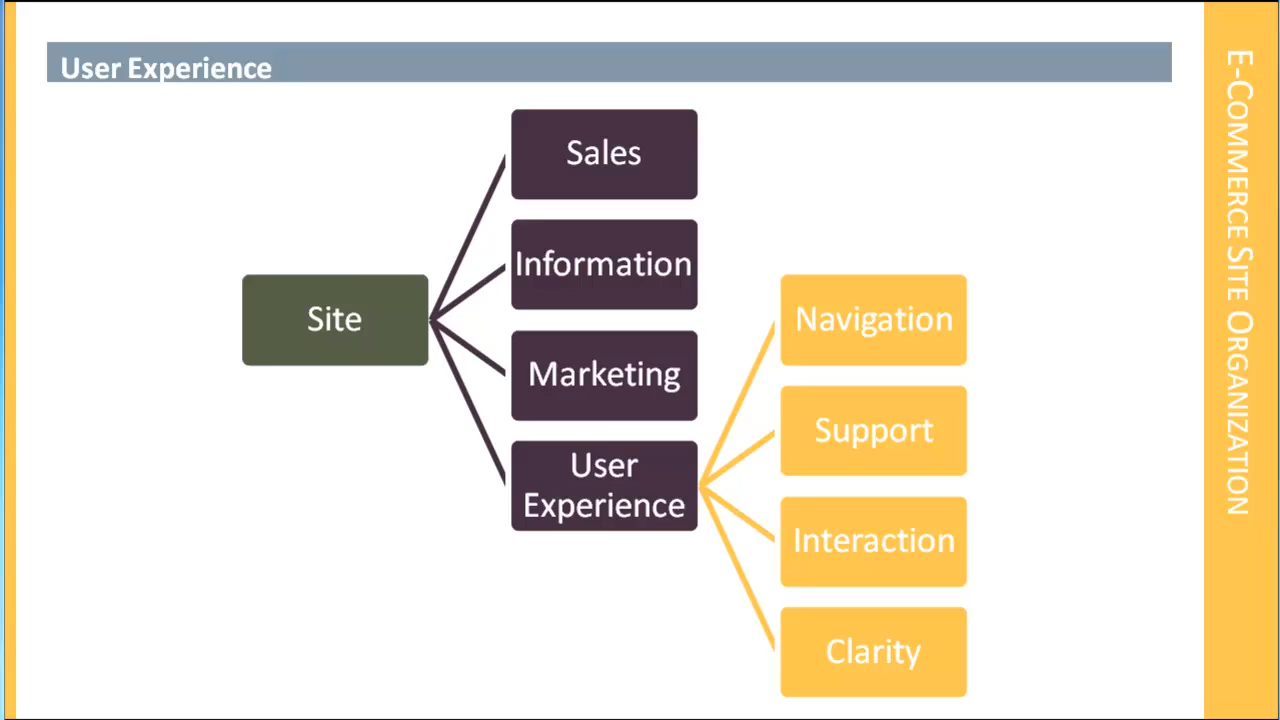 User Experience
Sales
Information
Site
Marketing
User
Experience
Navigation
Support
Interaction
Clarity
E-COMMERCE SITE ORGANIZATION